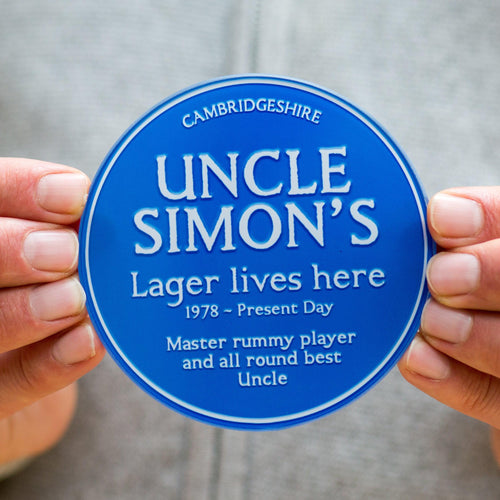 CAMBRIDGESHIRE
UNCLE
SIMON'S
Lager lives here
1978 ~ Present Day
Master rummy player
and all round best
Uncle